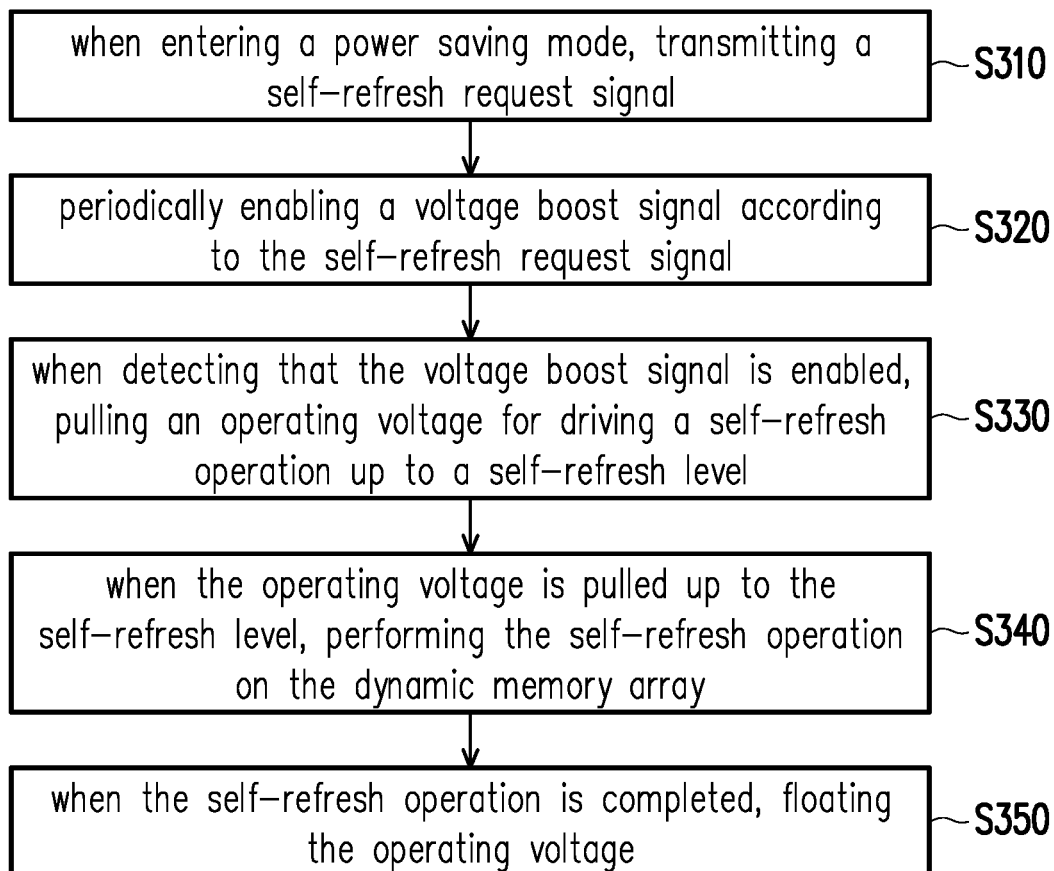 when entering a power saving mode, transmitting a
self-refresh request signal
S310
periodically enabling a voltage boost signal according
to the self-refresh request signal
S320
when detecting that the voltage boost signal is enabled,
pulling an operating voltage for driving a self-refresh
operation up to a self-refresh level
S330
when the operating voltage is pulled up to the
self-refresh level, performing the self-refresh operation
on the dynamic memory array
S340
when the self-refresh operation is completed, floating
the operating voltage
S350